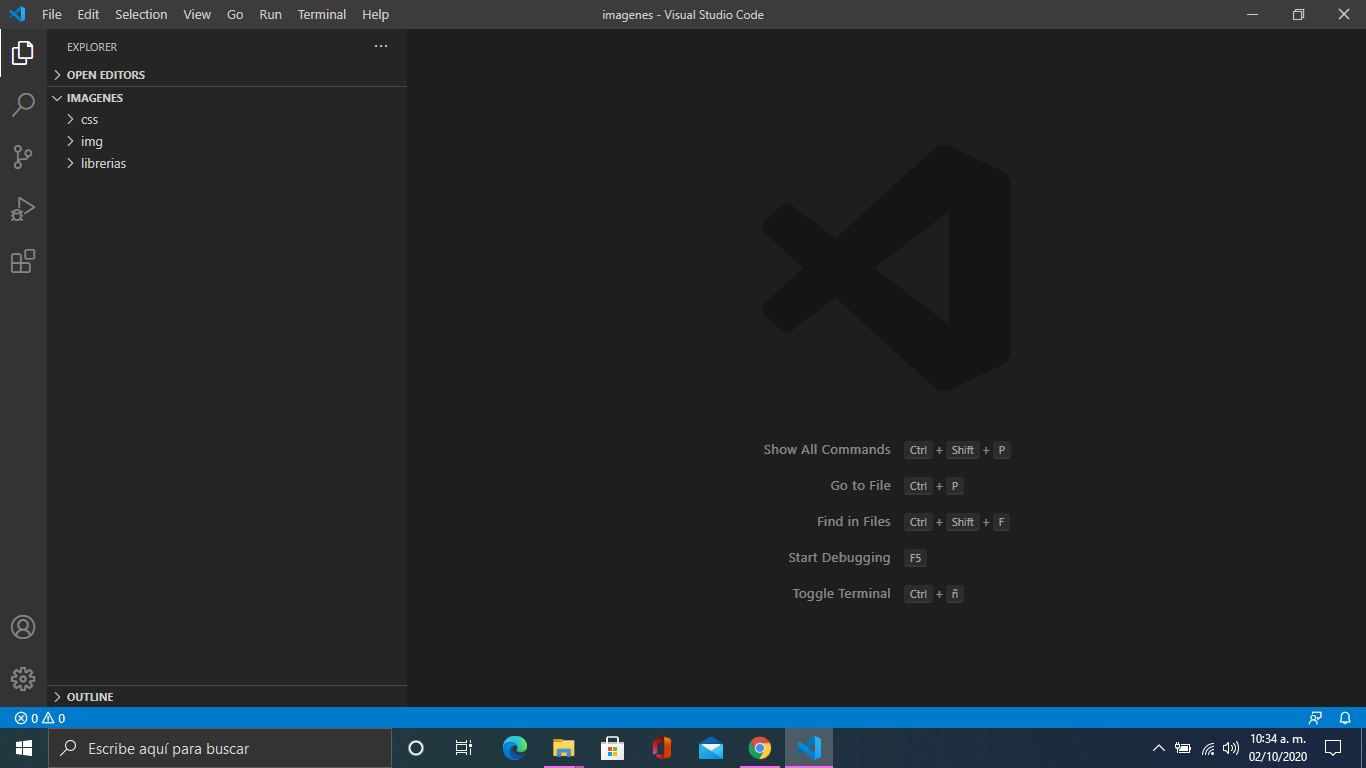 File Edit Selection View Go Run Terminal Help
imagenes - Visual Studio Code
EXPLORER
OPEN EDITORS
IMAGENES
css
img
librerias
Show All Commands Ctrl + Shift + P
Go to File Ctrl + P
Find in Files Ctrl + Shift + F
Start Debugging F5
Toggle Terminal Ctrl + ñ
OUTLINE
0 0
Escribe aquí para buscar
10:34 a. m.
02/10/2020